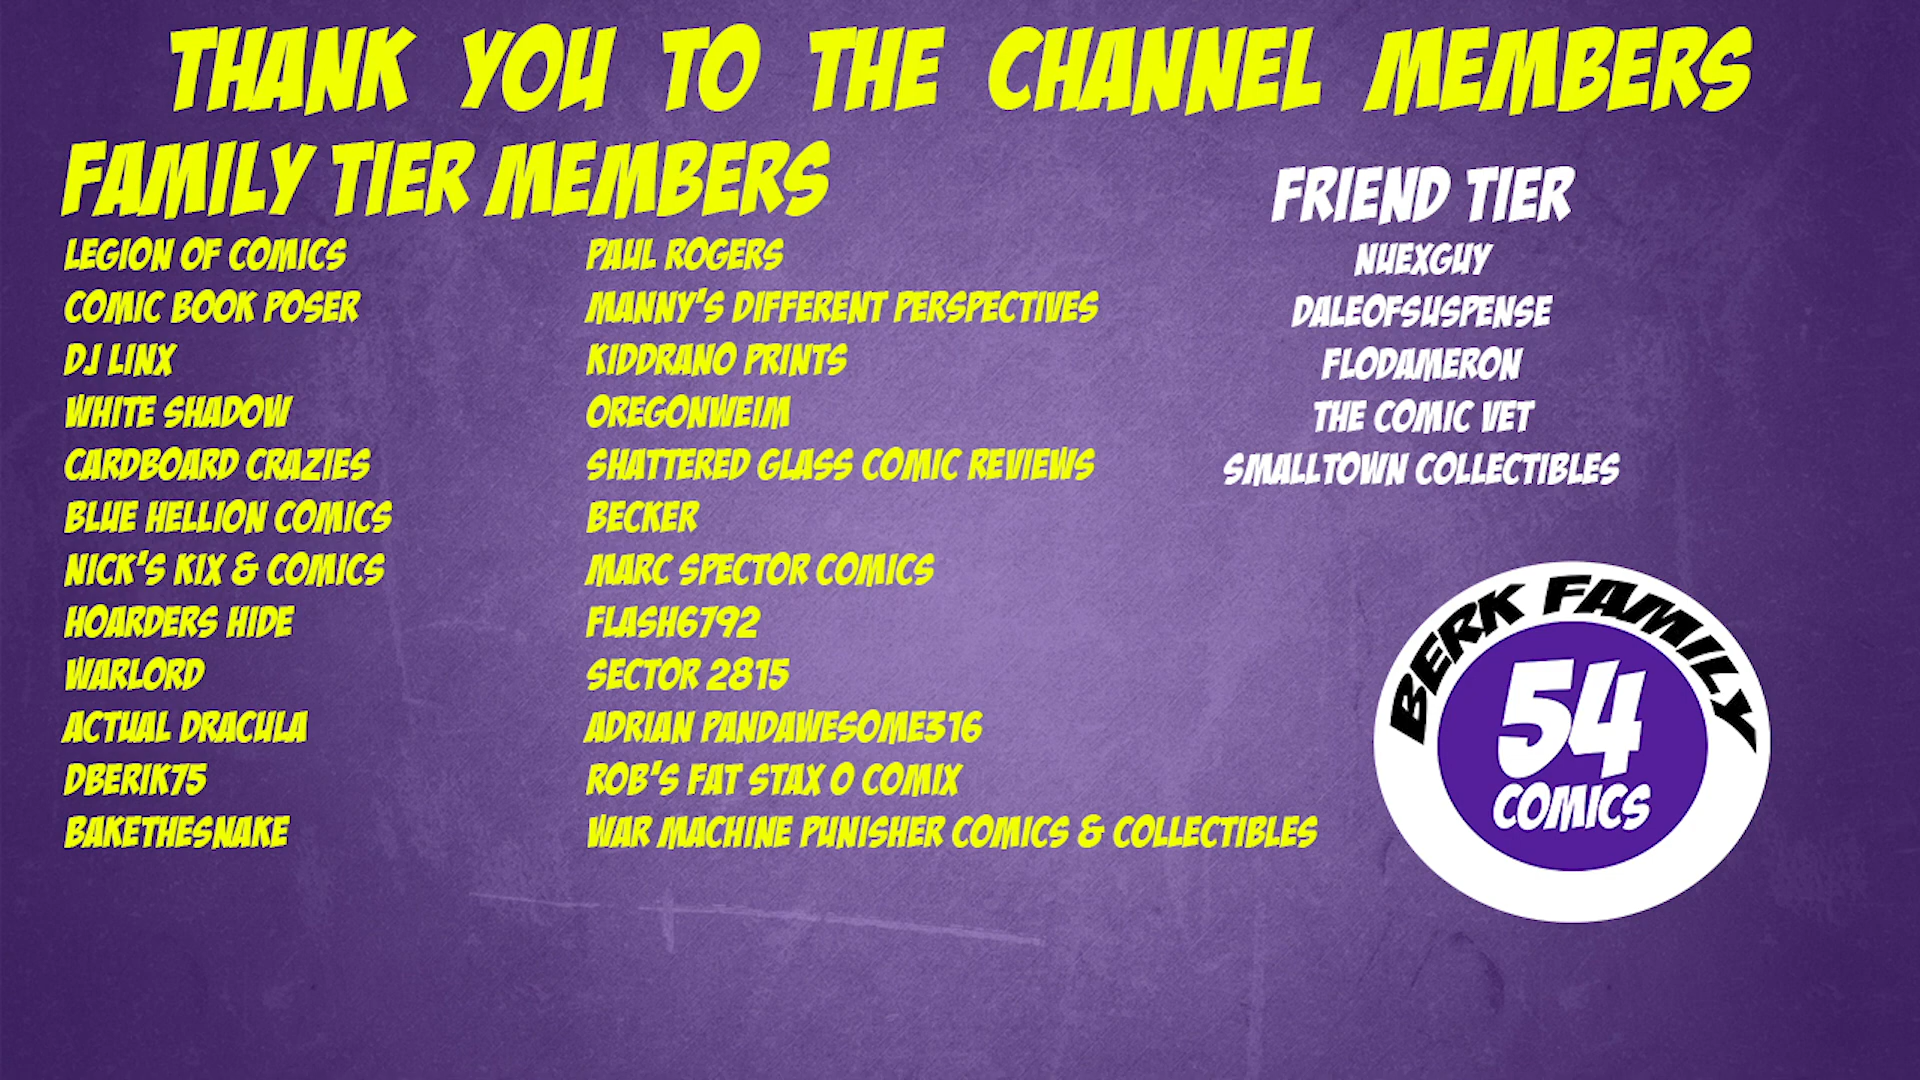 THANK YOU TO THE CHANNEL MEMBERS
FAMILY TIER MEMBERS
LEGION OF COMICS
COMIC BOOK POSER
DJ LINX
WHITE SHADOW
CARDBOARD CRAZIES
BLUE HELLION COMICS
NICK'S KIX & COMICS
HOARDERS HIDE
WARLORD
ACTUAL DRACULA
DBERIK75
BAKETHESNAKE
PAUL ROGERS
MANNY'S DIFFERENT PERSPECTIVES
KIDDRANO PRINTS
OREGONWEIM
SHATTERED GLASS COMIC REVIEWS
BECKER
MARC SPECTOR COMICS
FLASH6792
SECTOR 2815
ADRIAN PANDAWESOME316
ROB'S FAT STAX O COMIX
WAR MACHINE PUNISHER COMICS & COLLECTIBLES
FRIEND TIER
NUEXGUY
DALEOFSUSPENSE
FLODAMERON
THE COMIC VET
SMALLTOWN COLLECTIBLES
BERK FAMILY
54
COMICS